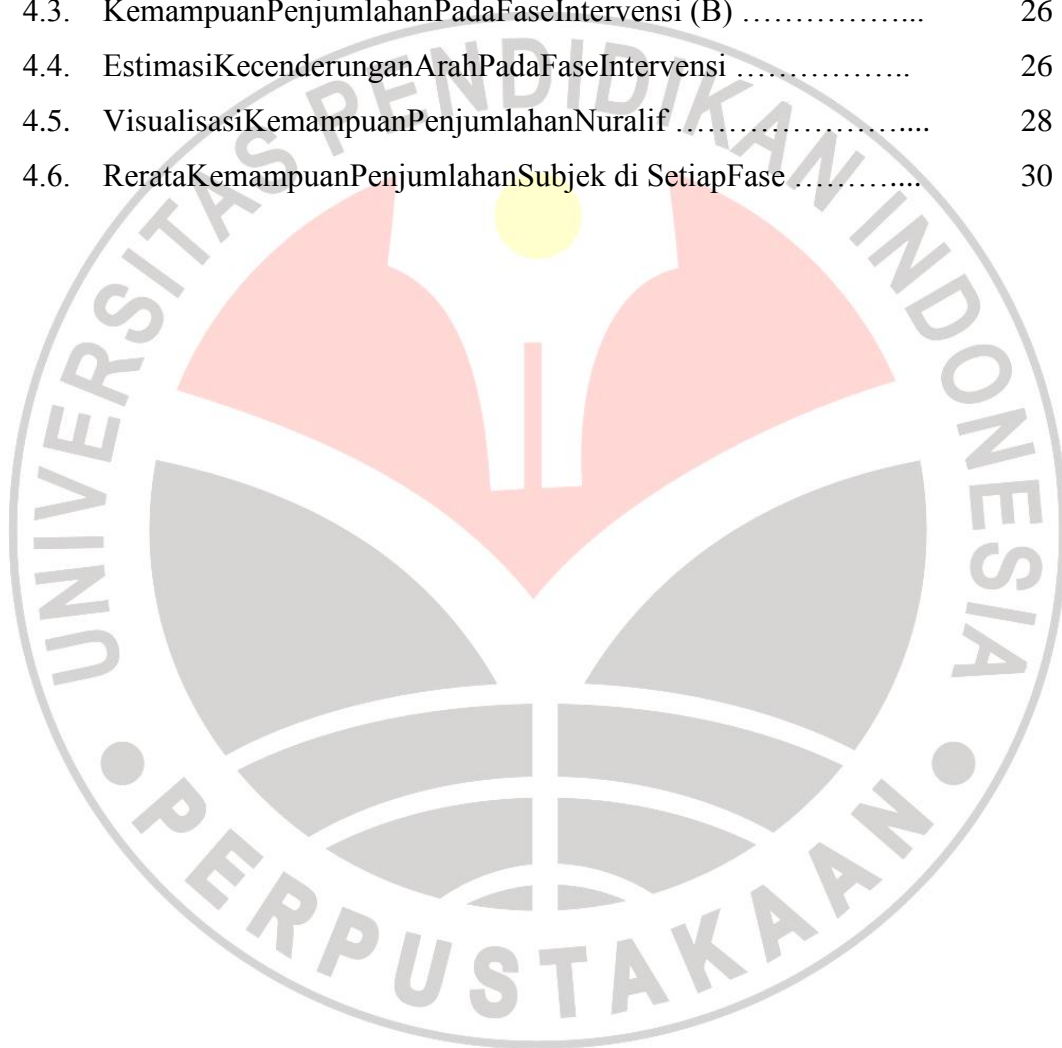 4.3. KemampuanPenjumlahanPadaFaseIntervensi (B) ……………... 26
4.4. EstimasiKecenderunganArahPadaFaseIntervensi …………….. 26
4.5. VisualisasiKemampuanPenjumlahanNuralif …………………..... 28
4.6. RerataKemampuanPenjumlahanSubjek di SetiapFase ……….... 30
UNIVERSITAS PENDIDIKAN INDONESIA
PERPUSTAKAAN